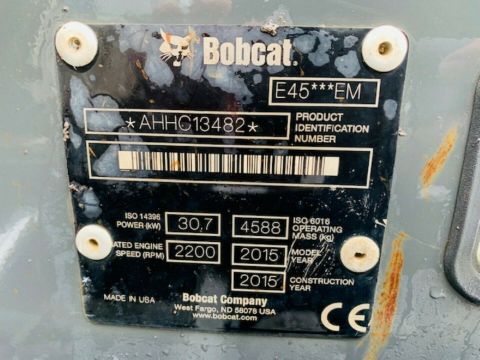 Bobcat.
E45***EM
*AHHC13482*
PRODUCT
IDENTIFICATION
NUMBER
ISO 14396
POWER (kW)
30.7
4588
ISO 6016
OPERATING
MASS (kg)
RATED ENGINE
SPEED (RPM)
2200
2015
MODEL
YEAR
2015
CONSTRUCTION
YEAR
MADE IN USA
Bobcat Company
West Fargo, ND 58078 USA
www.bobcat.com
CE